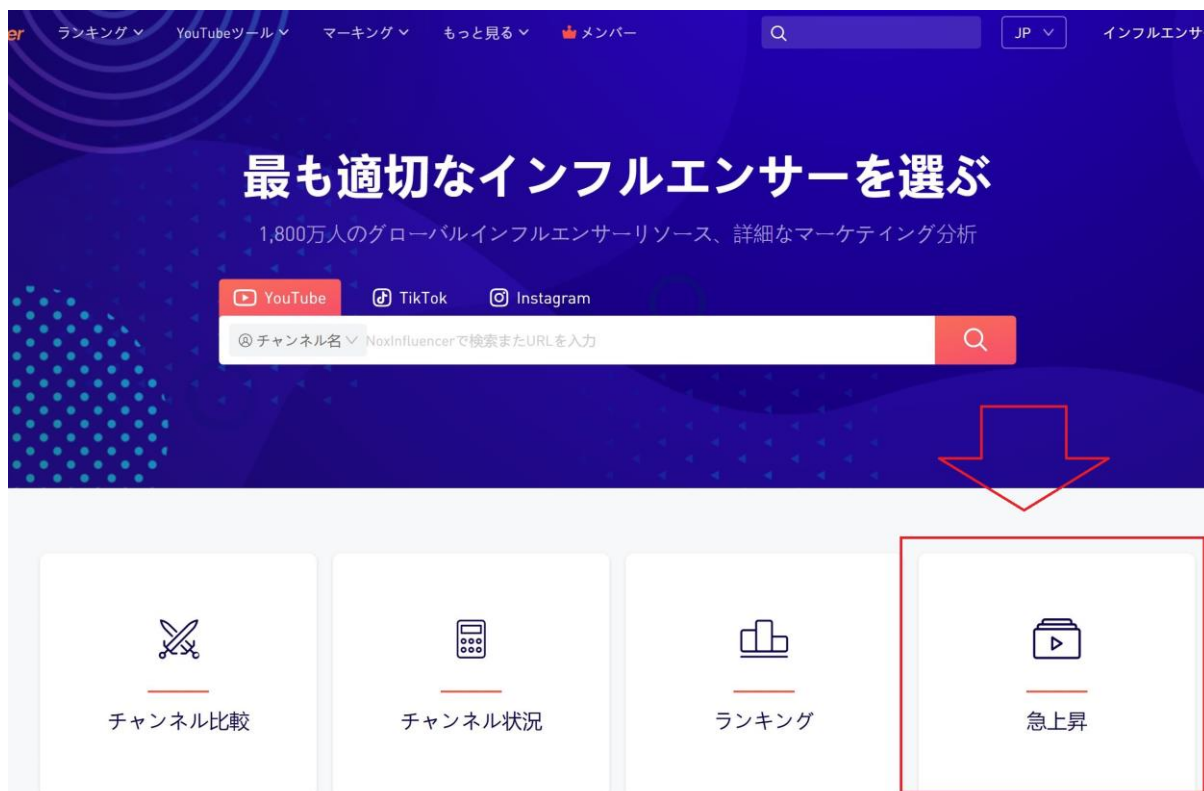 er ランキング YouTubeツール マーキング もっと見る メンバー JP インフルエンサ
最も適切なインフルエンサーを選ぶ
1,800万人のグローバルインフルエンサーリソース、詳細なマーケティング分析
YouTube TikTok Instagram
チャンネル名 NoxInfluencerで検索またURLを入力
チャンネル比較 チャンネル状況 ランキング 急上昇